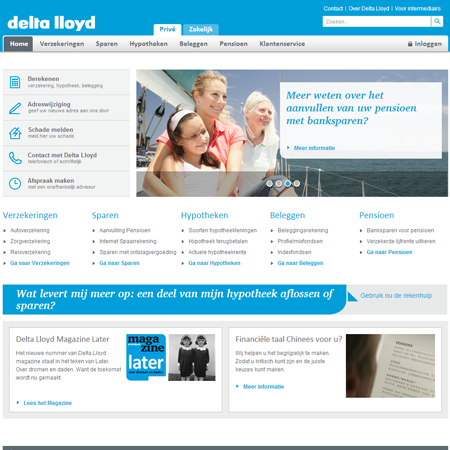 Contact | Over Delta Lloyd | Voor intermediairs
delta lloyd
Zoek op...
Privé Zakelijk
Home Verzekeringen Sparen Hypotheken Beleggen Pensioen Klantenservice Inloggen
Berekenen
verzekering, hypotheek, belegging
Adreswijziging
geef uw nieuwe adres aan ons door
Schade melden
meld hier uw schade
Contact met Delta Lloyd
telefonisch of schriftelijk
Afspraak maken
met een onafhankelijk adviseur
Meer weten over het
aanvullen van uw pensioen
met banksparen?
Meer informatie
Verzekeringen
Autoverzekering
Zorgverzekering
Reisverzekering
Ga naar Verzekeringen
Sparen
Aanvulling Pensioen
Internet Spaarrekening
Sparen met ontslagvergoeding
Ga naar Sparen
Hypotheken
Soorten hypotheekleningen
Hypotheek terugbetalen
Actuele hypotheekrente
Ga naar Hypotheken
Beleggen
Beleggingsrekening
Profielmixfondsen
Indexfondsen
Ga naar Beleggen
Pensioen
Banksparen voor pensioen
Verzekerde lijfrente uitkeren
Ga naar Pensioen
Wat levert mij meer op: een deel van mijn hypotheek aflossen of
sparen?
Gebruik nu de rekenhulp
Delta Lloyd Magazine Later
Het nieuwe nummer van Delta Lloyd
magazine staat in het teken van Later.
Over dromen en daden. Want de toekomst
wordt nu gemaakt.
Lees het Magazine
maga
zine
later
Financiële taal Chinees voor u?
Wij helpen u het begrijpelijk te maken.
Zodat u kritisch kunt zijn en de juiste
keuzes kunt maken.
Meer informatie